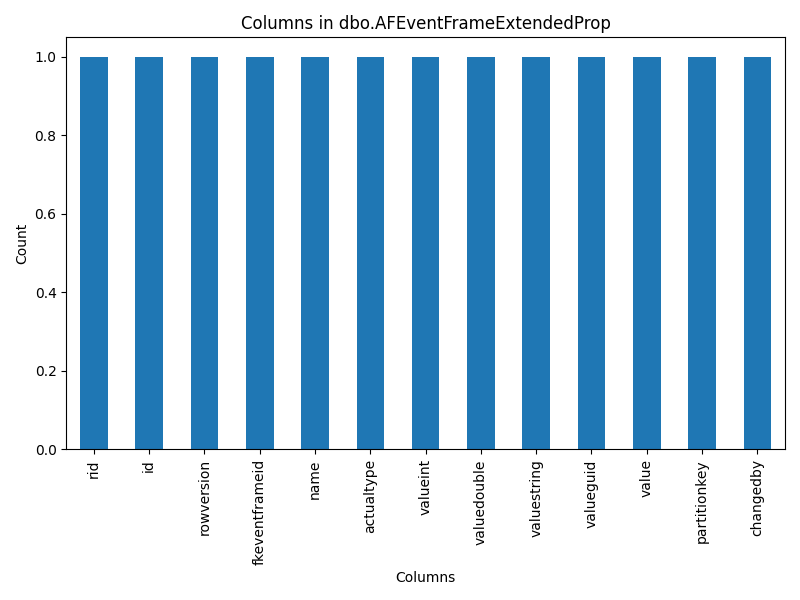 Columns in dbo.AFEventFrameExtendedProp
1.0
0.8
0.6
0.4
0.2
0.0
Count
rid
id
rowversion
fkeventframeid
name
actualtype
valueint
valuedouble
valuestring
valueguid
value
partitionkey
changedby
Columns